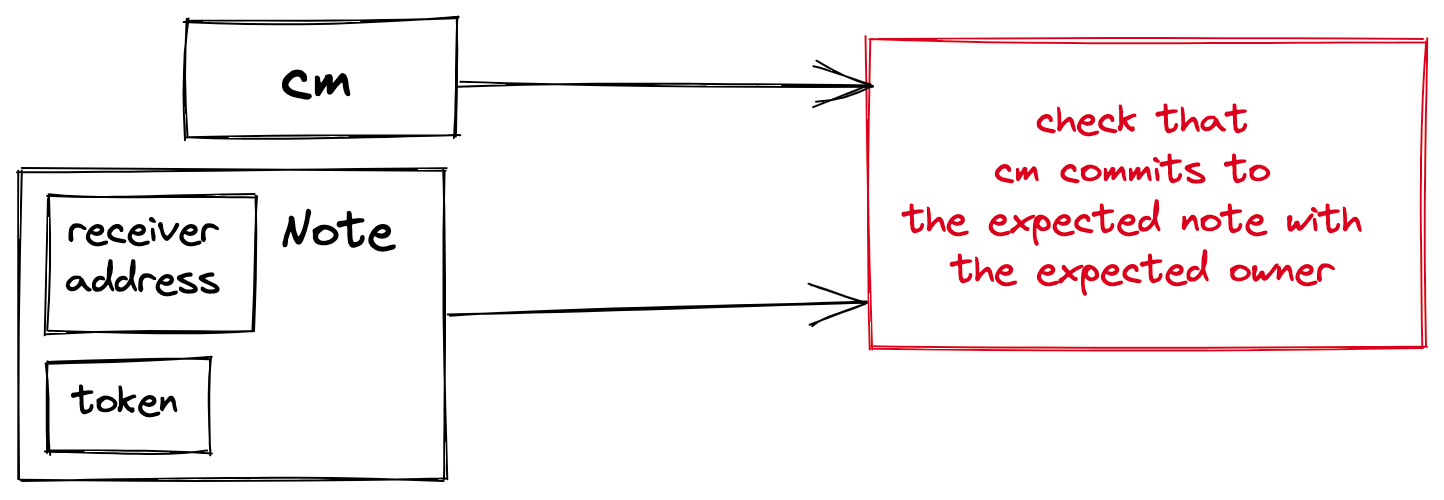 cm
receiver
address
Note
token
check that
cm commits to
the expected note with
the expected owner